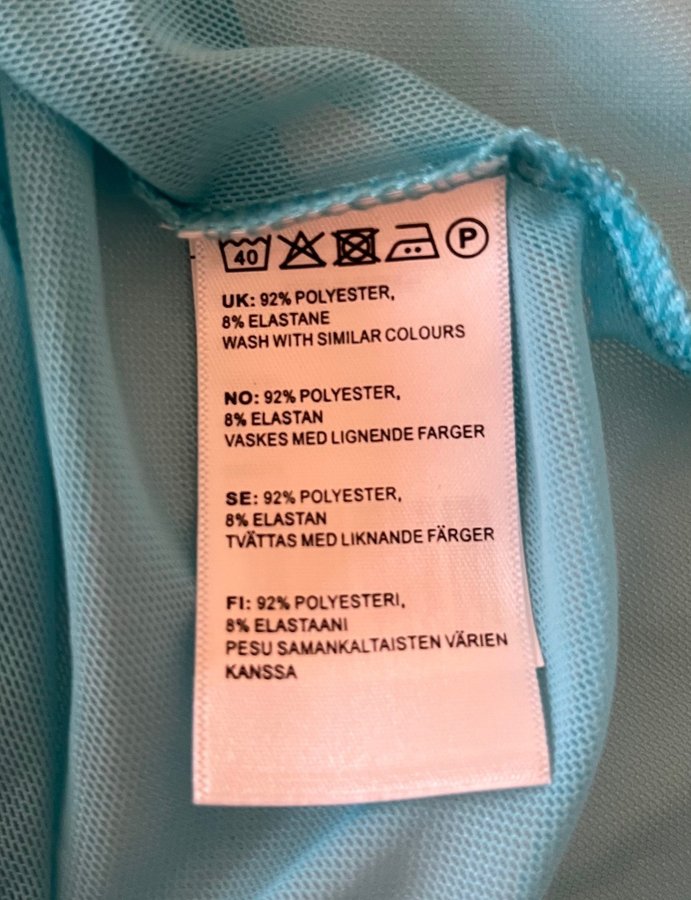 40 P
UK: 92% POLYESTER,
8% ELASTANE
WASH WITH SIMILAR COLOURS
NO: 92% POLYESTER,
8% ELASTAN
VASKES MED LIGNENDE FARGER
SE: 92% POLYESTER,
8% ELASTAN
TVÄTTAS MED LIKNANDE FÄRGER
FI: 92% POLYESTERI,
8% ELASTAANI
PESU SAMANKALTAISTEN VÄRIEN
KANSSA